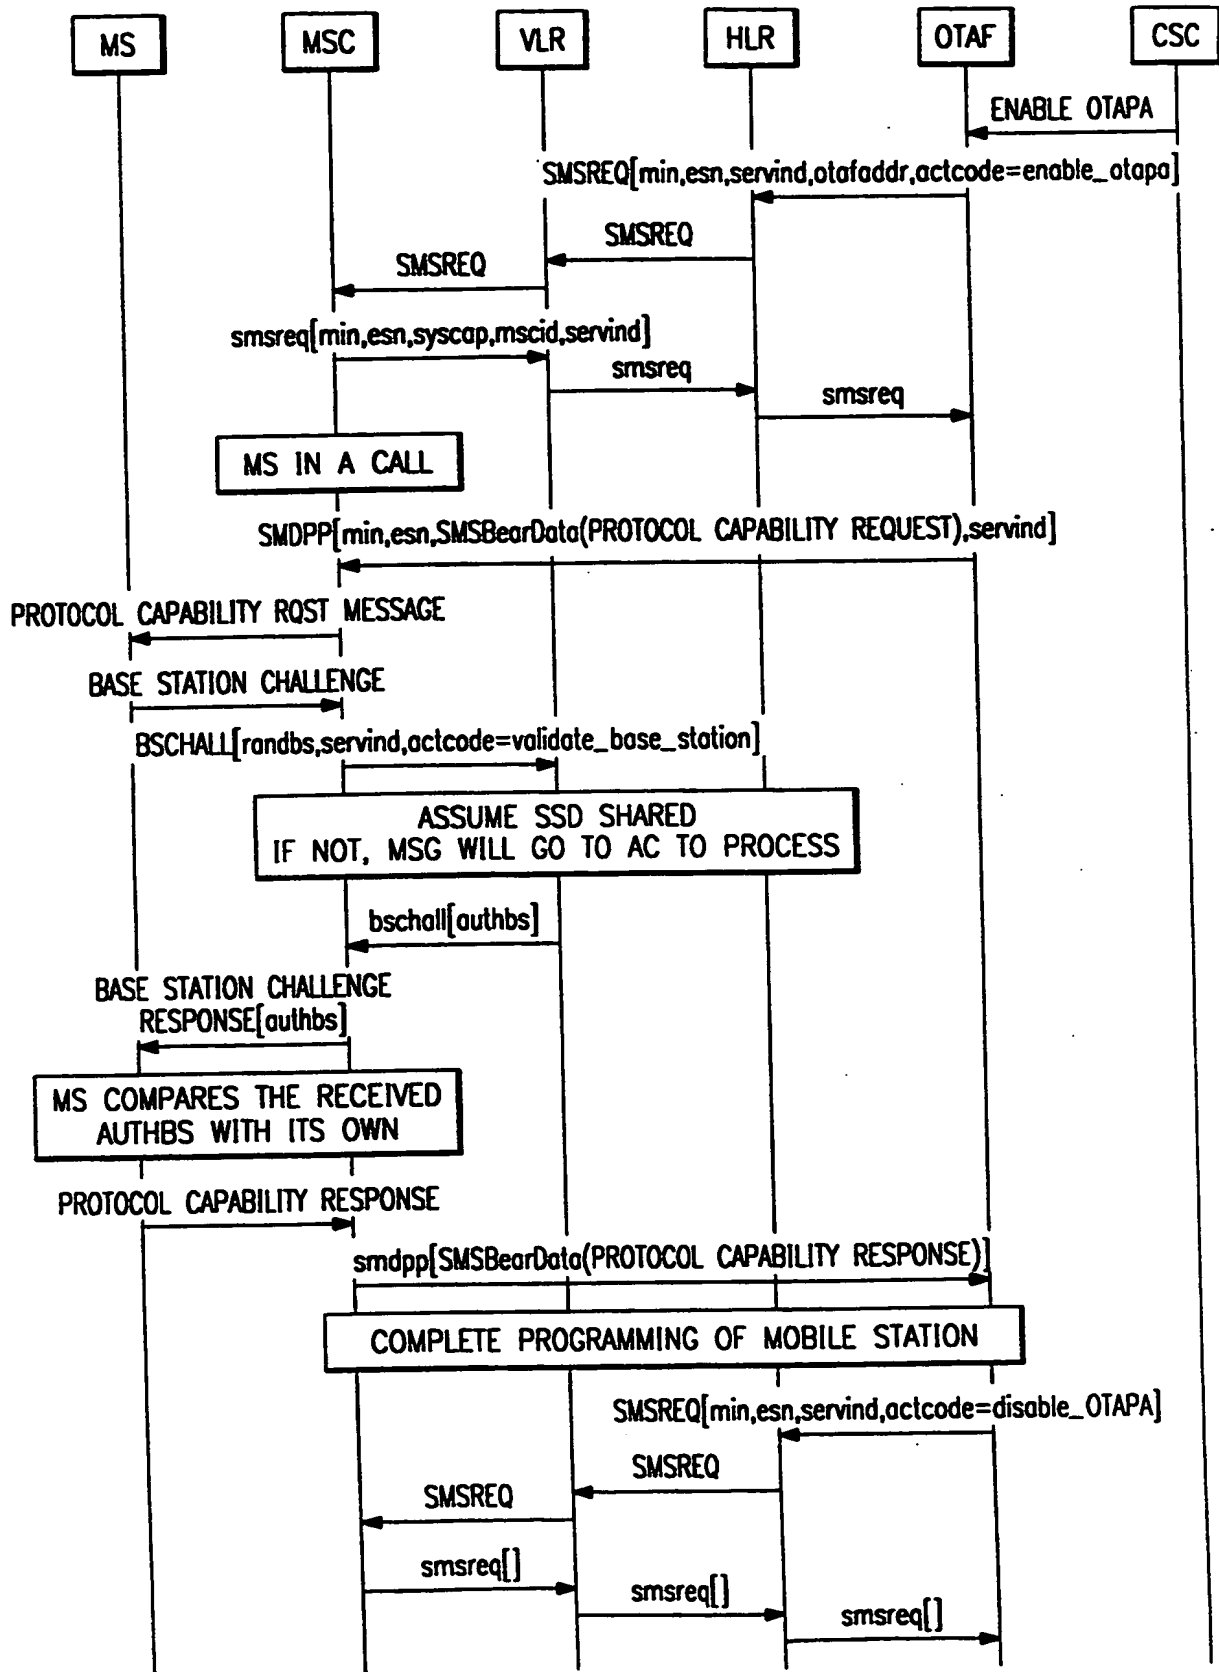 MS
MSC
VLR
HLR
OTAF
CSC
ENABLE OTAPA
SMSREQ[min,esn,servind,otafaddr,actcode=enable_otapa]
SMSREQ
SMSREQ
smsreq[min,esn,syscap,mscid,servind]
smsreq
smsreq
MS IN A CALL
SMDPP[min,esn,SMSBearData(PROTOCOL CAPABILITY REQUEST),servind]
PROTOCOL CAPABILITY RQST MESSAGE
BASE STATION CHALLENGE
BSCHALL[randbs,servind,actcode=validate_base_station]
ASSUME SSD SHARED
IF NOT, MSG WILL GO TO AC TO PROCESS
bschall[authbs]
BASE STATION CHALLENGE
RESPONSE[authbs]
MS COMPARES THE RECEIVED
AUTHBS WITH ITS OWN
PROTOCOL CAPABILITY RESPONSE
smdpp[SMSBearData(PROTOCOL CAPABILITY RESPONSE)]
COMPLETE PROGRAMMING OF MOBILE STATION
SMSREQ[min,esn,servind,actcode=disable_OTAPA]
SMSREQ
SMSREQ
smsreq[]
smsreq[]
smsreq[]